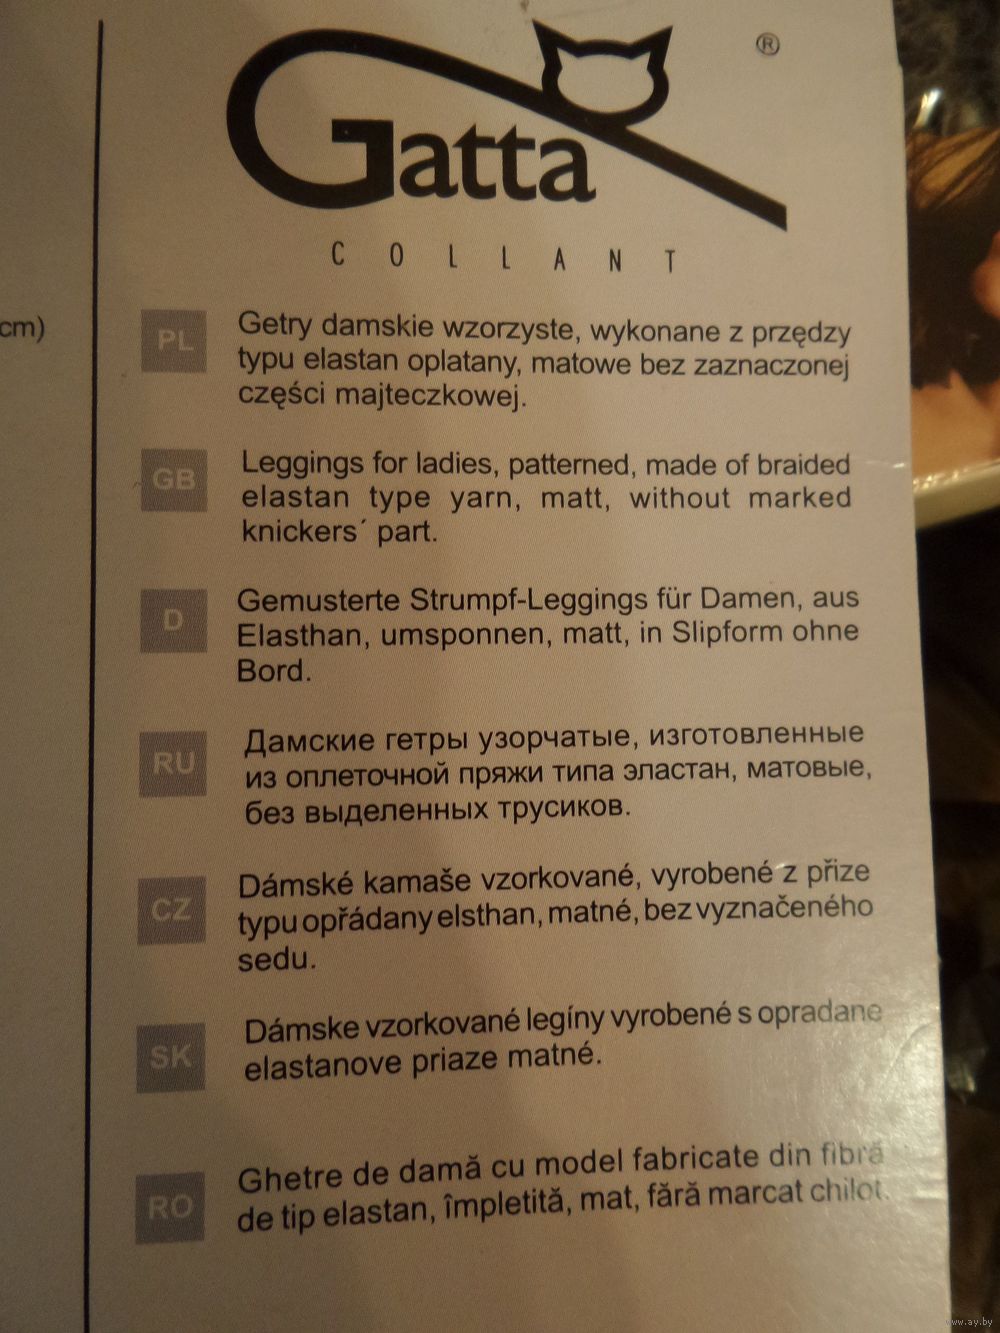 cm)
Gatta
®
COLLANT
PL
Getry damskie wzorzyste, wykonane z przędzy
typu elastan oplatany, matowe bez zaznaczonej
części majteczkowej.
GB
Leggings for ladies, patterned, made of braided
elastan type yarn, matt, without marked
knickers´ part.
D
Gemusterte Strumpf-Leggings für Damen, aus
Elasthan, umsponnen, matt, in Slipform ohne
Bord.
RU
Дамские гетры узорчатые, изготовленные
из оплеточной пряжи типа эластан, матовые,
без выделенных трусиков.
CZ
Dámské kamaše vzorkované, vyrobené z přize
typu opřádany elsthan, matné, bez vyznačeného
sedu.
SK
Dámske vzorkované legíny vyrobené s opradane
elastanove priaze matné.
RO
Ghetre de damă cu model fabricate din fibră
de tip elastan, împletită, mat, fără marcat chilot.
www.ay.by